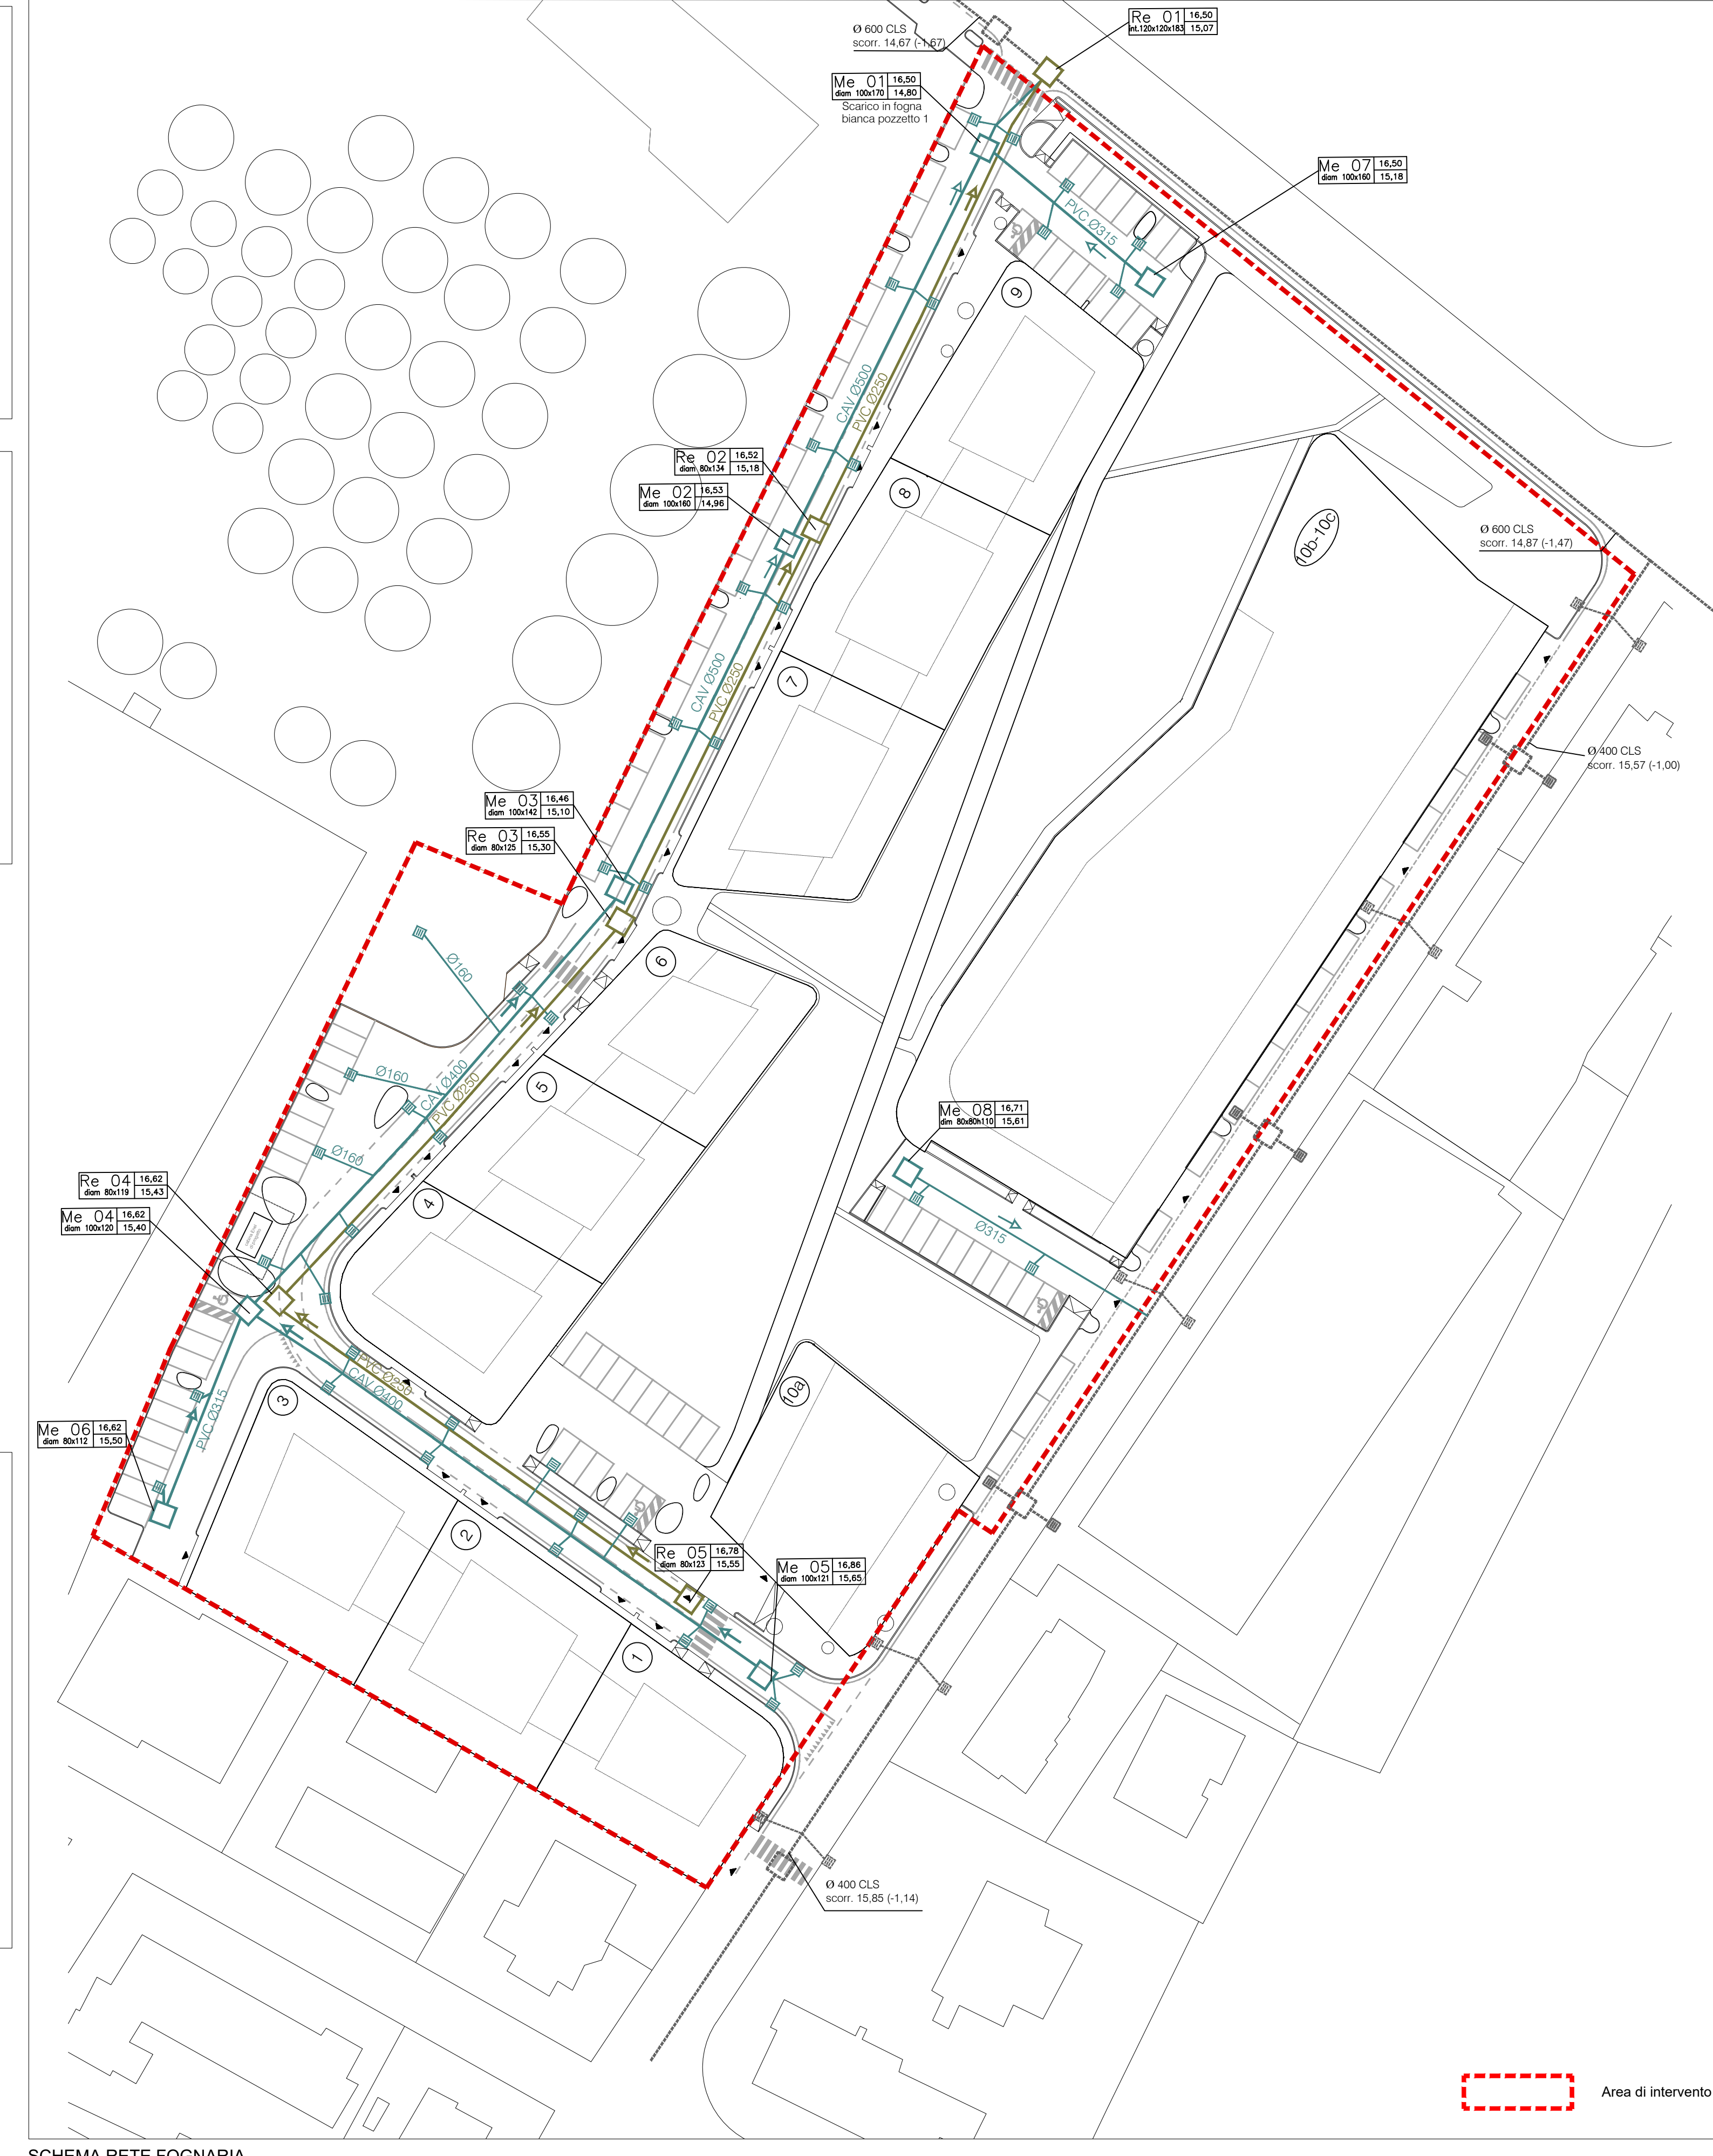 Re 01 16,50
int.120x120x183 15,07
Ø 600 CLS
scorr. 14,67 (-1,67)
Me 01 16,50
diam 100x170 14,80
Scarico in fogna
bianca pozzetto 1
Me 07 16,50
diam 100x160 15,18
PVC Ø315
9
CAV Ø500
PVC Ø250
Re 02 16,52
diam 80x134 15,18
Me 02 16,53
diam 100x160 14,96
8
10b-10c
Ø 600 CLS
scorr. 14,87 (-1,47)
7
CAV Ø500
PVC Ø250
Ø 400 CLS
scorr. 15,57 (-1,00)
Me 03 16,46
diam 100x142 15,10
Re 03 16,55
diam 80x125 15,30
6
Ø160
Ø160
CAV Ø400
PVC Ø250
5
Me 08 16,71
dim 80x80h110 15,61
Ø160
Re 04 16,62
diam 80x119 15,43
4
Me 04 16,62
diam 100x120 15,40
Ø315
PVC Ø250
CAV Ø400
10a
3
PVC Ø315
Me 06 16,62
diam 80x112 15,50
2
Re 05 16,78
diam 80x123 15,55
Me 05 16,86
diam 100x121 15,65
1
Ø 400 CLS
scorr. 15,85 (-1,14)
Area di intervento
SCHEMA RETE FOGNARIA